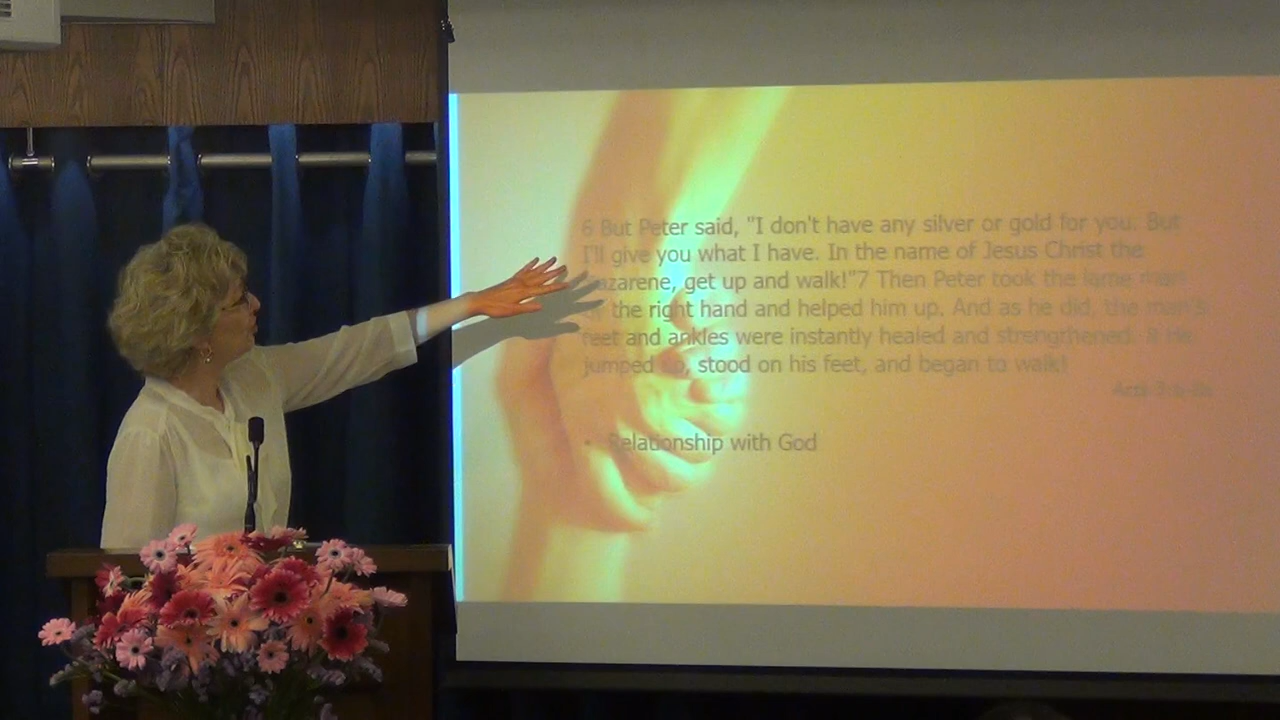 6 But Peter said, "I don't have any silver or gold for you. But
I'll give you what I have. In the name of Jesus Christ the
azarene, get up and walk!"7 Then Peter took the lame man
the right hand and helped him up. And as he did, the man's
feet and ankles were instantly healed and strengthened. 8 He
jumped up, stood on his feet, and began to walk!
• Relationship with God